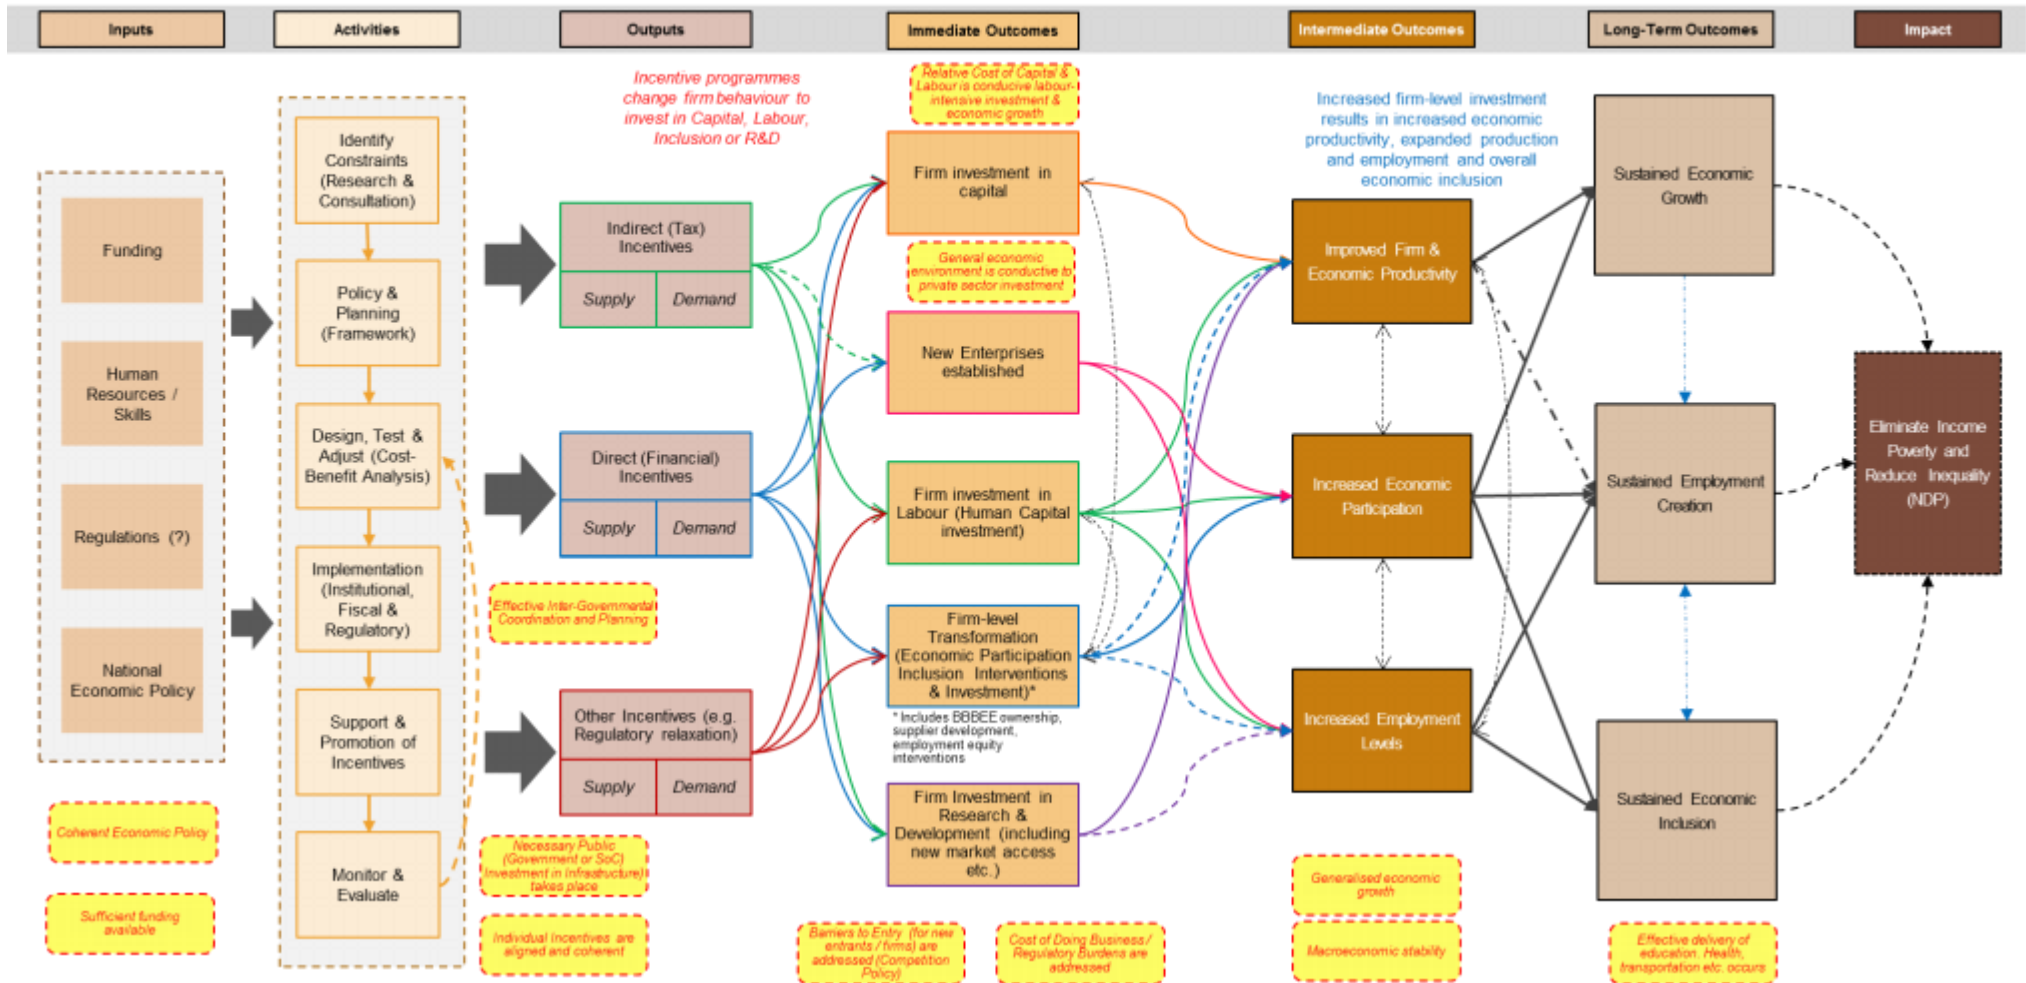 Inputs
Activities
Outputs
Immediate Outcomes
Intermediate Outcomes
Long-Term Outcomes
Impact
Funding
Human
Resources /
Skills
Regulations (?)
National
Economic Policy
Coherent Economic Policy
Sufficient funding
available
Identify
Constraints
(Research &
Consultation)
Policy &
Planning
(Framework)
Design, Test &
Adjust (Cost-
Benefit Analysis)
Implementation
(Institutional,
Fiscal &
Regulatory)
Support &
Promotion of
Incentives
Monitor &
Evaluate
Incentive programmes
change firm behaviour to
invest in Capital, Labour,
Inclusion or R&D
Indirect (Tax)
Incentives
Supply
Demand
Direct (Financial)
Incentives
Supply
Demand
Effective Inter-Governmental
Coordination and Planning
Other Incentives (e.g.
Regulatory relaxation)
Supply
Demand
Necessary Public
(Government or SoC)
Investment in Infrastructure)
takes place
Individual Incentives are
aligned and coherent
Relative Cost of Capital &
Labour is conducive labour-
intensive investment &
economic growth
Firm investment in
capital
General economic
environment is conductive to
private sector investment
New Enterprises
established
Firm investment in
Labour (Human Capital
investment)
Firm-level
Transformation
(Economic Participation
Inclusion Interventions
& Investment)*
* Includes BBBEE ownership,
supplier development,
employment equity
interventions
Firm Investment in
Research &
Development (including
new market access
etc.)
Barriers to Entry (for new
entrants / firms) are
addressed (Competition
Policy)
Cost of Doing Business /
Regulatory Burdens are
addressed
Increased firm-level investment
results in increased economic
productivity, expanded production
and employment and overall
economic inclusion
Improved Firm &
Economic Productivity
Increased Economic
Participation
Increased Employment
Levels
Generalised economic
growth
Macroeconomic stability
Sustained Economic
Growth
Sustained Employment
Creation
Sustained Economic
Inclusion
Effective delivery of
education. Health,
transportation etc. occurs
Eliminate Income
Poverty and
Reduce Inequality
(NDP)